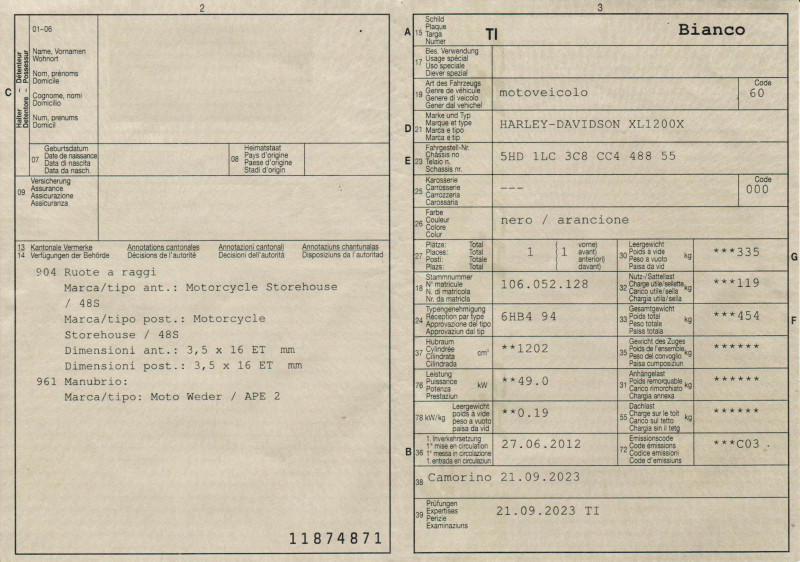 2
01-06
Name, Vornamen
Wohnort
Nom, prénoms
Domicile
Cognome, nomi
Domicilio
Num, prenums
Domicil
C
Halter – Détenteur
Detentore – Possessur
07
Geburtsdatum
Date de naissance
Data di nascita
Data da nasch.
08
Heimatstaat
Pays d'origine
Paese d'origine
Stadi d'origin
09
Versicherung
Assurance
Assicurazione
Assicuranza
13 Kantonale Vermerke Annotations cantonales Annotazioni cantonali Annotaziuns chantunalas
14 Verfügungen der Behörde Décisions de l'autorité Decisioni dell'autorità Disposiziuns da l'autoritad
904 Ruote a raggi
Marca/tipo ant.: Motorcycle Storehouse
/ 48S
Marca/tipo post.: Motorcycle
Storehouse / 48S
Dimensioni ant.: 3,5 x 16 ET mm
Dimensioni post.: 3,5 x 16 ET mm
961 Manubrio:
Marca/tipo: Moto Weder / APE 2
11874871
3
A 15
Schild
Plaque
Targa
Numer
TI Bianco
17
Bes. Verwendung
Usage spécial
Uso speciale
Diever spezial
19
Art des Fahrzeugs
Genre de véhicule
Genere di veicolo
Gener dal vehichel
motoveicolo
Code
60
D 21
Marke und Typ
Marque et type
Marca e tipo
Marca e tip
HARLEY-DAVIDSON XL1200X
E 23
Fahrgestell-Nr.
Châssis no
Telaio n.
Schassis nr.
5HD 1LC 3C8 CC4 488 55
25
Karosserie
Carrosserie
Carrozzeria
Carossaria
---
Code
000
26
Farbe
Couleur
Colore
Colur
nero / arancione
27
Plätze: Total
Places: Total
Posti: Totale
Plazs: Total
1
( vorne)
( avant)
( anteriori)
( davant)
1
30
Leergewicht
Poids à vide
Peso a vuoto
Paisa da vid
kg
***335
G
18
Stammnummer
N° matricule
N. di matricola
Nr. da matricla
106.052.128
32
Nutz-/Sattellast
Charge utile/sellette
Carico utile/sella
Chargia utila/sella
kg
***119
24
Typengenehmigung
Réception par type
Approvazione del tipo
Approvaziun dal tip
6HB4 94
33
Gesamtgewicht
Poids total
Peso totale
Paisa totala
kg
***454
F
37
Hubraum
Cylindrée
Cilindrata
Cilindrada
cm³
**1202
35
Gewicht des Zuges
Poids de l'ensemble
Peso del convoglio
Paisa cumposiziun
kg
******
76
Leistung
Puissance
Potenza
Prestaziun
kW
**49.0
31
Anhängelast
Poids remorquable
Carico rimorchiato
Chargia annexa
kg
******
78 kW/kg
Leergewicht
poids à vide
peso a vuoto
paisa da vid
**0.19
55
Dachlast
Charge sur le toit
Carico sul tetto
Chargia sin il tetg
kg
******
B 36
1. Inverkehrsetzung
1re mise en circulation
1a messa in circolazione
1. entrada en circulaziun
27.06.2012
72
Emissionscode
Code émissions
Codice emissioni
Code d'emissiuns
***C03
38 Camorino 21.09.2023
39
Prüfungen
Expertises
Perizie
Examinaziuns
21.09.2023 TI